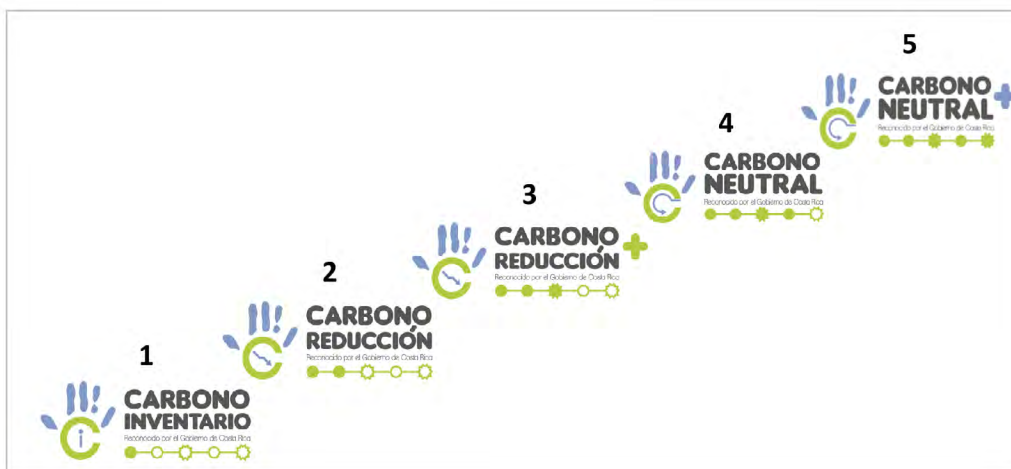 1
CARBONO
INVENTARIO
Reconocido por el Gobierno de Costa Rica
2
CARBONO
REDUCCIÓN
Reconocido por el Gobierno de Costa Rica
3
CARBONO
REDUCCIÓN
Reconocido por el Gobierno de Costa Rica
4
CARBONO
NEUTRAL
Reconocido por el Gobierno de Costa Rica
5
CARBONO
NEUTRAL
Reconocido por el Gobierno de Costa Rica